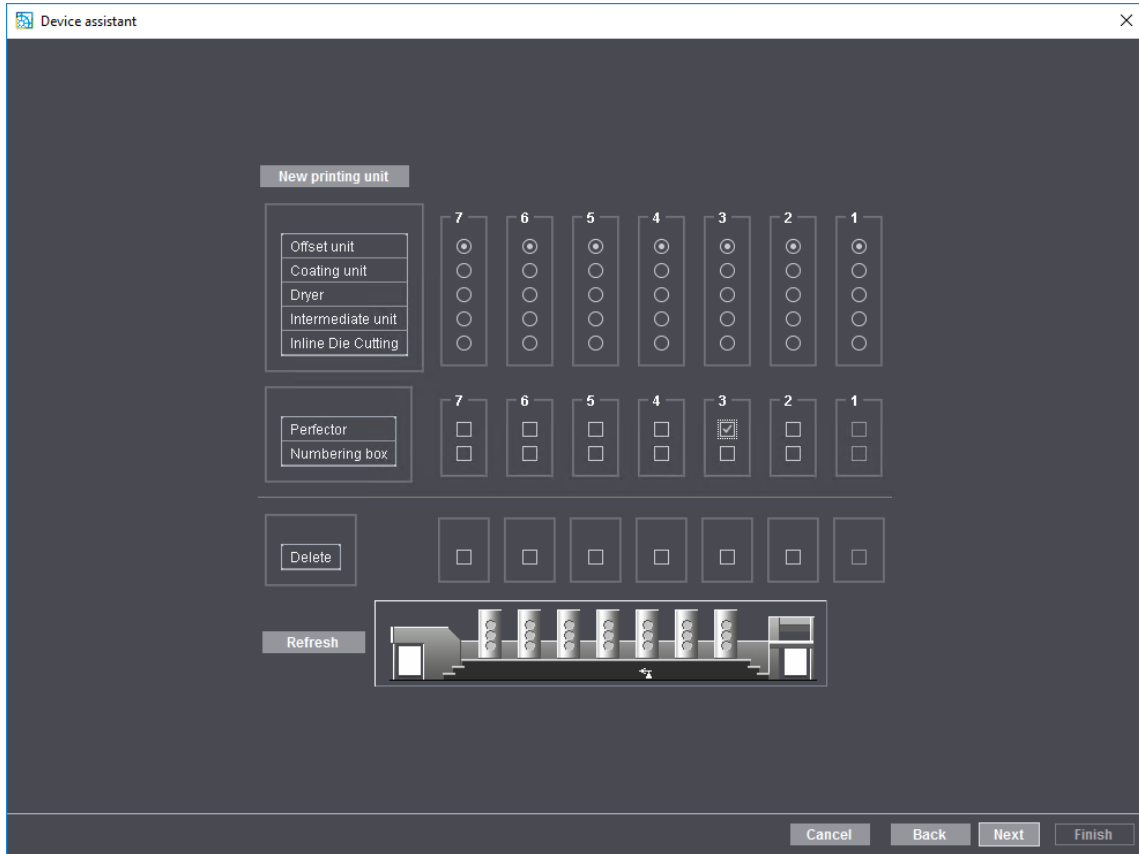 Device assistant
New printing unit
7 6 5 4 3 2 1
Offset unit
Coating unit
Dryer
Intermediate unit
Inline Die Cutting
7 6 5 4 3 2 1
Perfector
Numbering box
Delete
Refresh
Cancel Back Next Finish